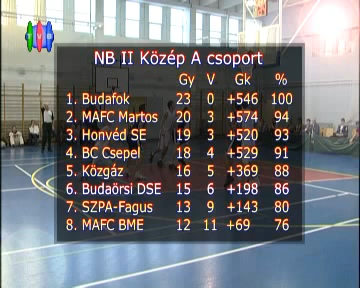 NB II Közép A csoport
Gy V Gk %
1. Budafok 23 0 +546 100
2. MAFC Martos 20 3 +574 94
3. Honvéd SE 19 3 +520 93
4. BC Csepel 18 4 +529 91
5. Közgáz 16 5 +369 88
6. Budaörsi DSE 15 6 +198 86
7. SZPA-Fagus 13 9 +143 80
8. MAFC BME 12 11 +69 76